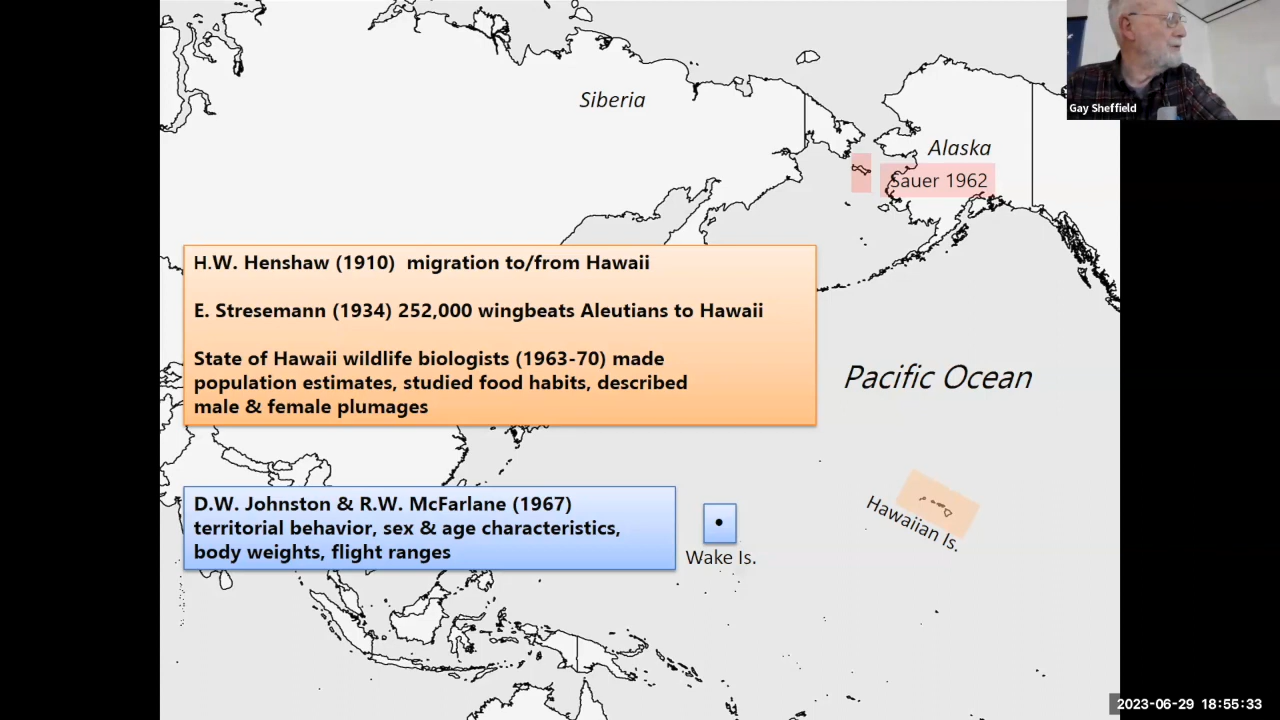 Siberia
Alaska
Sauer 1962
Gay Sheffield
H.W. Henshaw (1910) migration to/from Hawaii
E. Stresemann (1934) 252,000 wingbeats Aleutians to Hawaii
State of Hawaii wildlife biologists (1963-70) made
population estimates, studied food habits, described
male & female plumages
Pacific Ocean
D.W. Johnston & R.W. McFarlane (1967)
territorial behavior, sex & age characteristics,
body weights, flight ranges
Wake Is.
Hawaiian Is.
2023-06-29 18:55:33